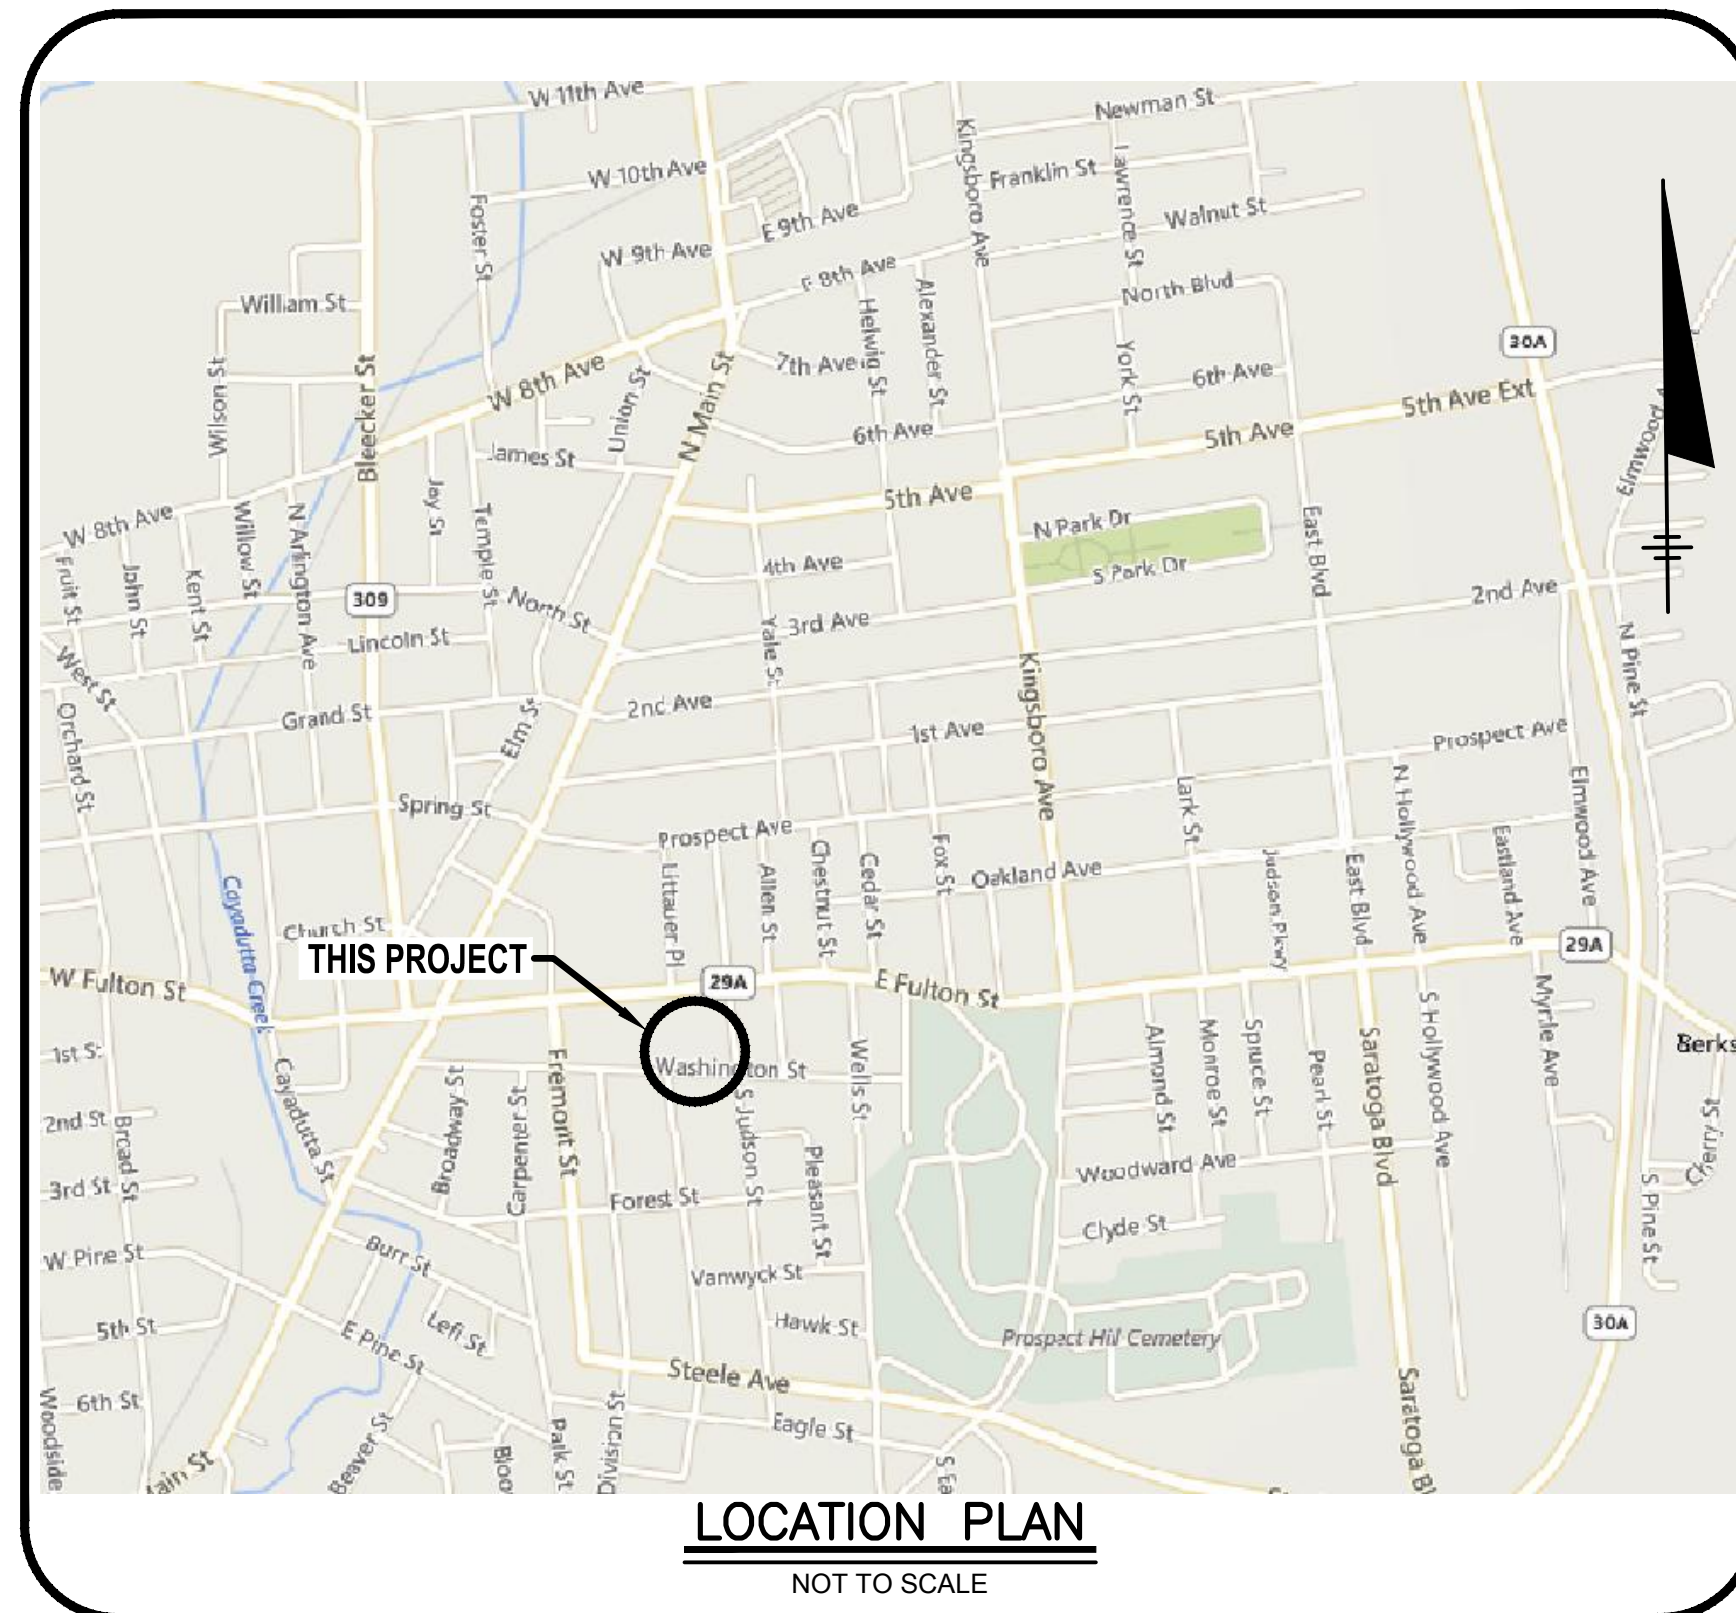 W 11th Ave
Newman St
Kingsboro Ave
W 10th Ave
Franklin St
Lawrence St
Foster St
E 9th Ave
Walnut St
W 9th Ave
E 8th Ave
North Blvd
William St
Helwig St
Alexander St
30A
7th Ave
York St
6th Ave
Wilson St
Bleecker St
W 8th Ave
Union St
N Main St
5th Ave Ext
6th Ave
5th Ave
James St
Elmwood
5th Ave
Joy St
W 8th Ave
Willow St
N Arlington Ave
Temple St
N Park Dr
East Blvd
Fruit St
John St
Kent St
4th Ave
S Park Dr
309
North St
2nd Ave
Yale St
3rd Ave
Lincoln St
N Pine St
West St
Kingsboro Ave
Orchard St
Grand St
Elm St
2nd Ave
1st Ave
Prospect Ave
N Hollywood Ave
Elmwood Ave
Spring St
Lark St
Prospect Ave
Littauer Pl
Allen St
Chestnut St
Cedar St
Fox St
Oakland Ave
Judson Pkwy
East Blvd
Eastland Ave
Cayadutta Creek
Church St
THIS PROJECT
29A
29A
W Fulton St
E Fulton St
S Hollywood Ave
Myrtle Ave
1st St
Cayadutta St
Fremont St
Washington St
Wells St
Almond St
Monroe St
Spruce St
Pearl St
Saratoga Blvd
Berks
2nd St
Broad St
Broadway St
Carpenter St
S Judson St
Pleasant St
Cherry St
3rd St
Forest St
Woodward Ave
S Pine St
Clyde St
W Pine St
Burr St
Vanwyck St
5th St
E Pine St
Lefi St
Hawk St
Prospect Hill Cemetery
30A
Steele Ave
Saratoga Bl
Woodside
6th St
Eagle St
Main St
Beaver St
Bloo
Park St
Division St
S Ea
LOCATION PLAN
NOT TO SCALE